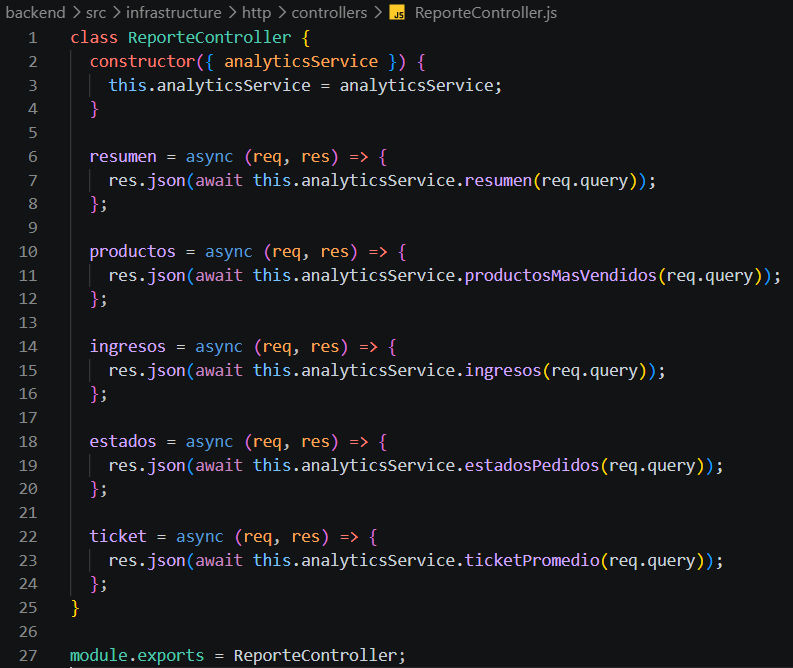 backend > src > infrastructure > http > controllers > JS ReporteController.js
1 class ReporteController {
2 constructor({ analyticsService }) {
3 this.analyticsService = analyticsService;
4 }
5
6 resumen = async (req, res) => {
7 res.json(await this.analyticsService.resumen(req.query));
8 };
9
10 productos = async (req, res) => {
11 res.json(await this.analyticsService.productosMasVendidos(req.query));
12 };
13
14 ingresos = async (req, res) => {
15 res.json(await this.analyticsService.ingresos(req.query));
16 };
17
18 estados = async (req, res) => {
19 res.json(await this.analyticsService.estadosPedidos(req.query));
20 };
21
22 ticket = async (req, res) => {
23 res.json(await this.analyticsService.ticketPromedio(req.query));
24 };
25 }
26
27 module.exports = ReporteController;